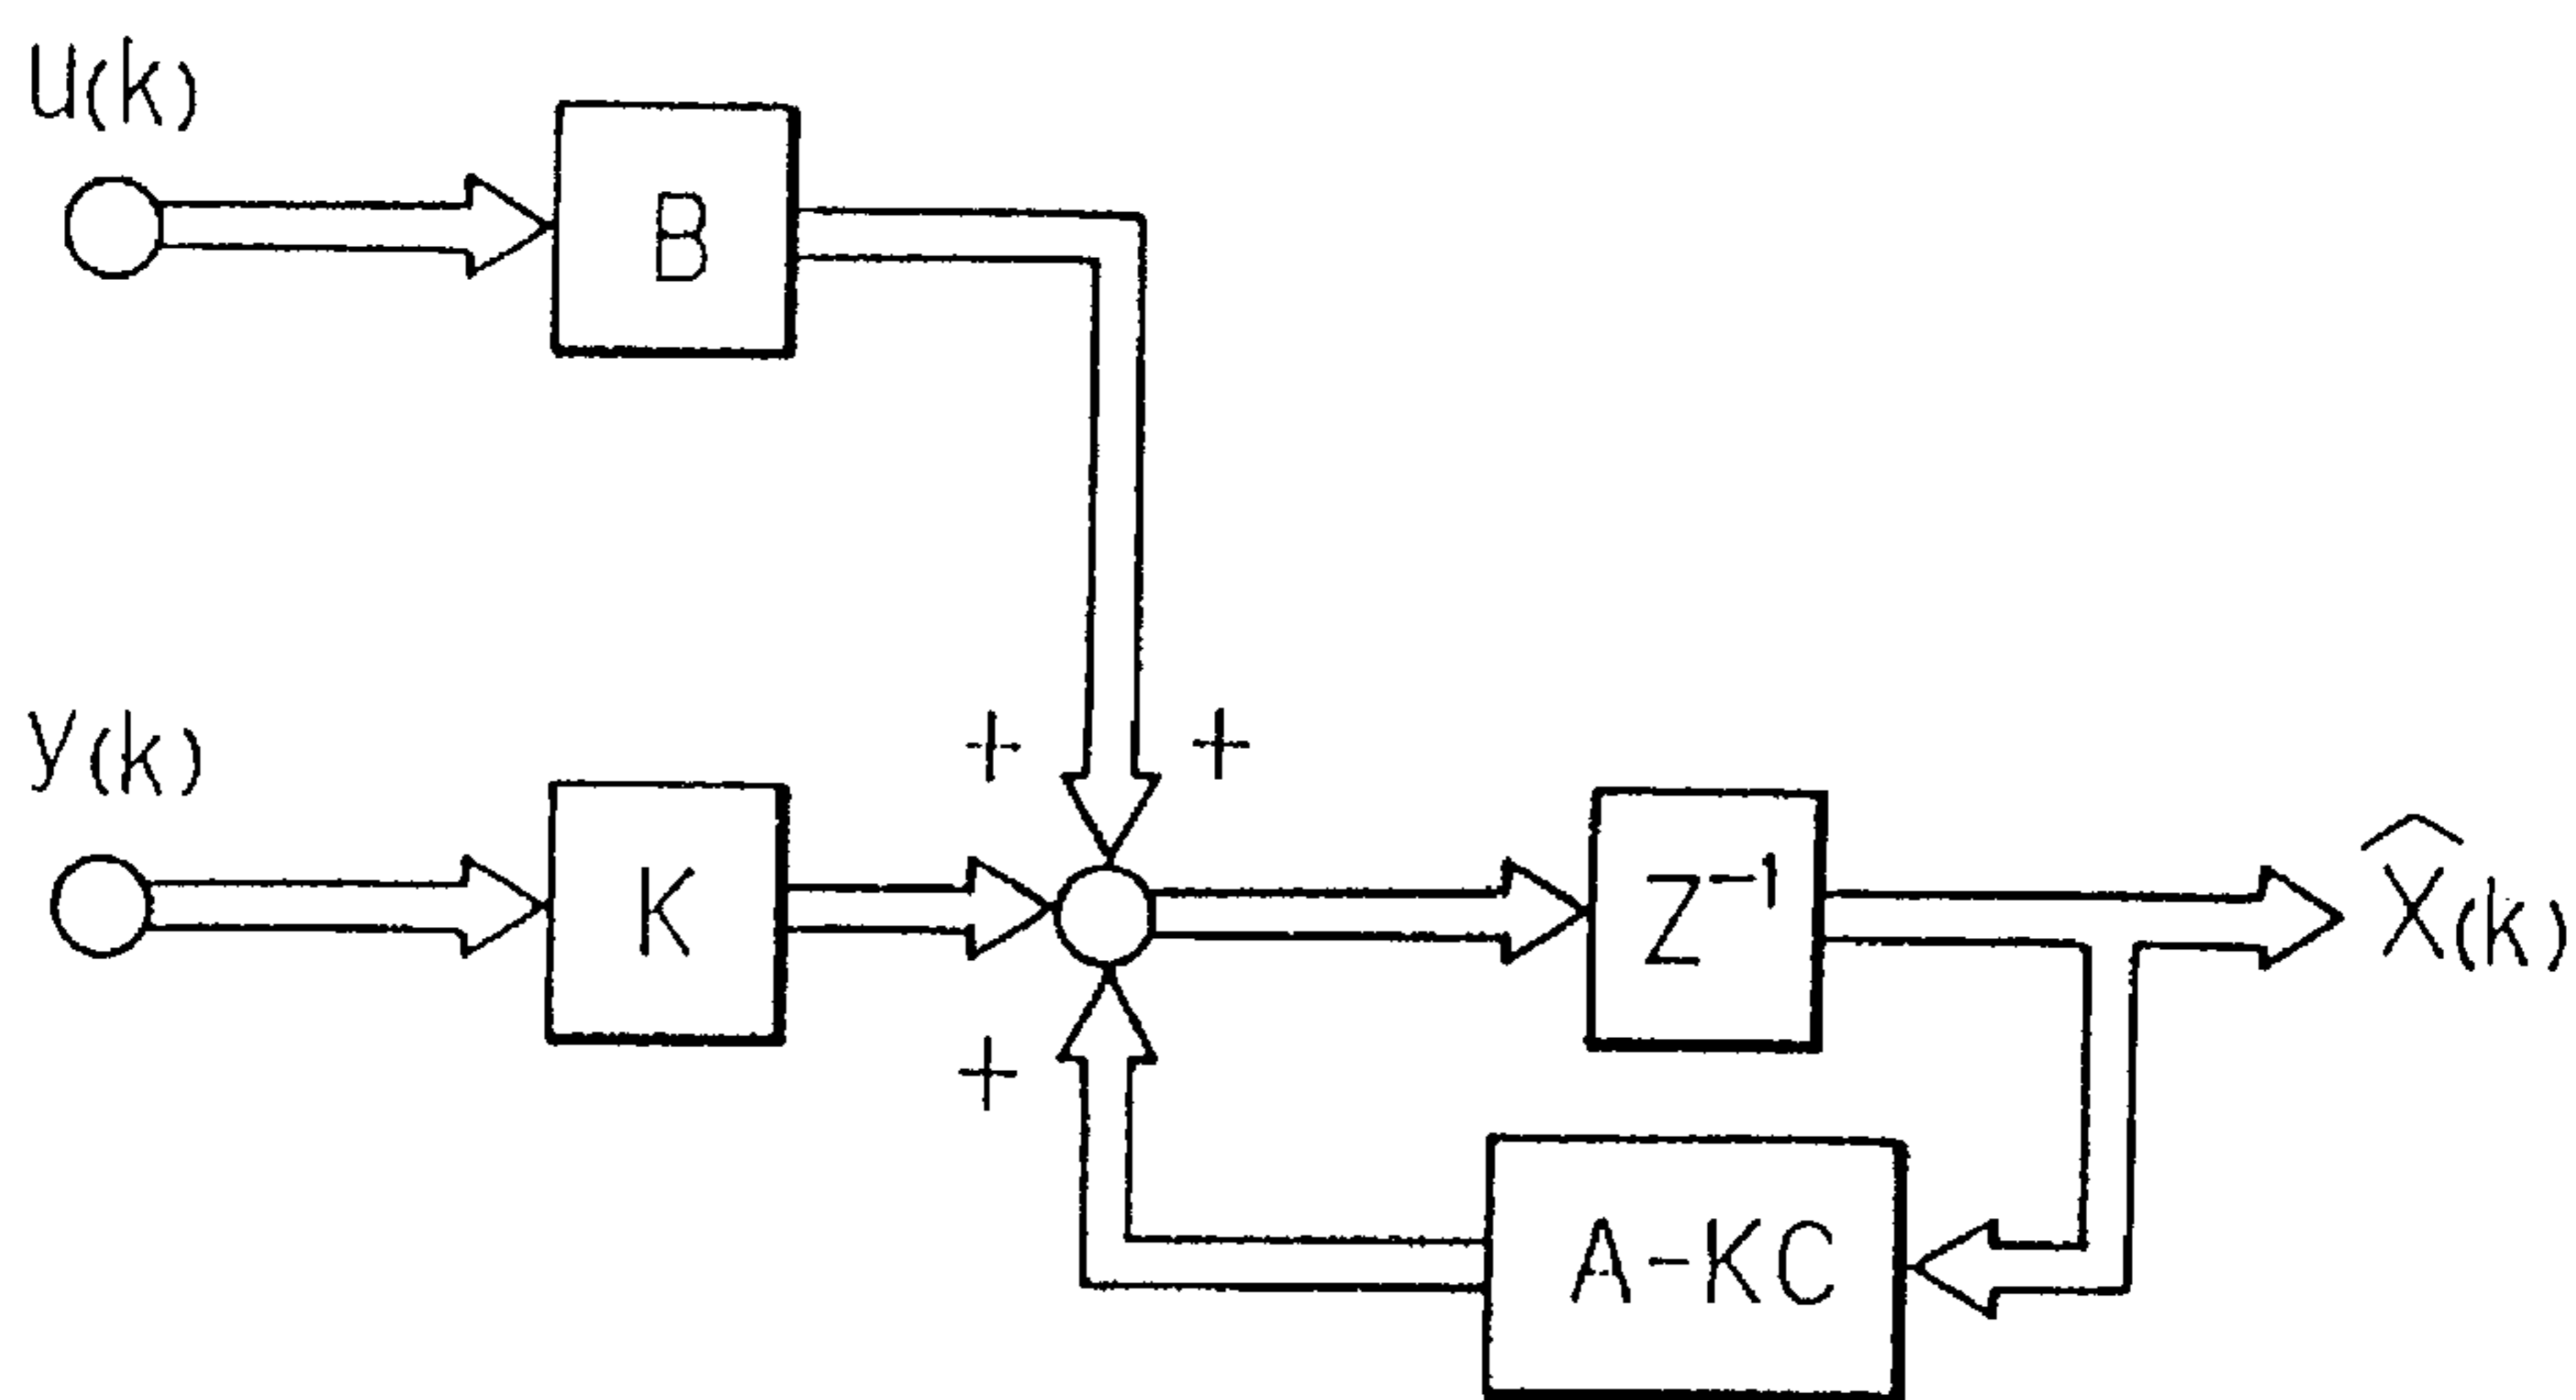 u(k)
B
y(k)
+ +
K
Z⁻¹
X̂(k)
+
A-KC